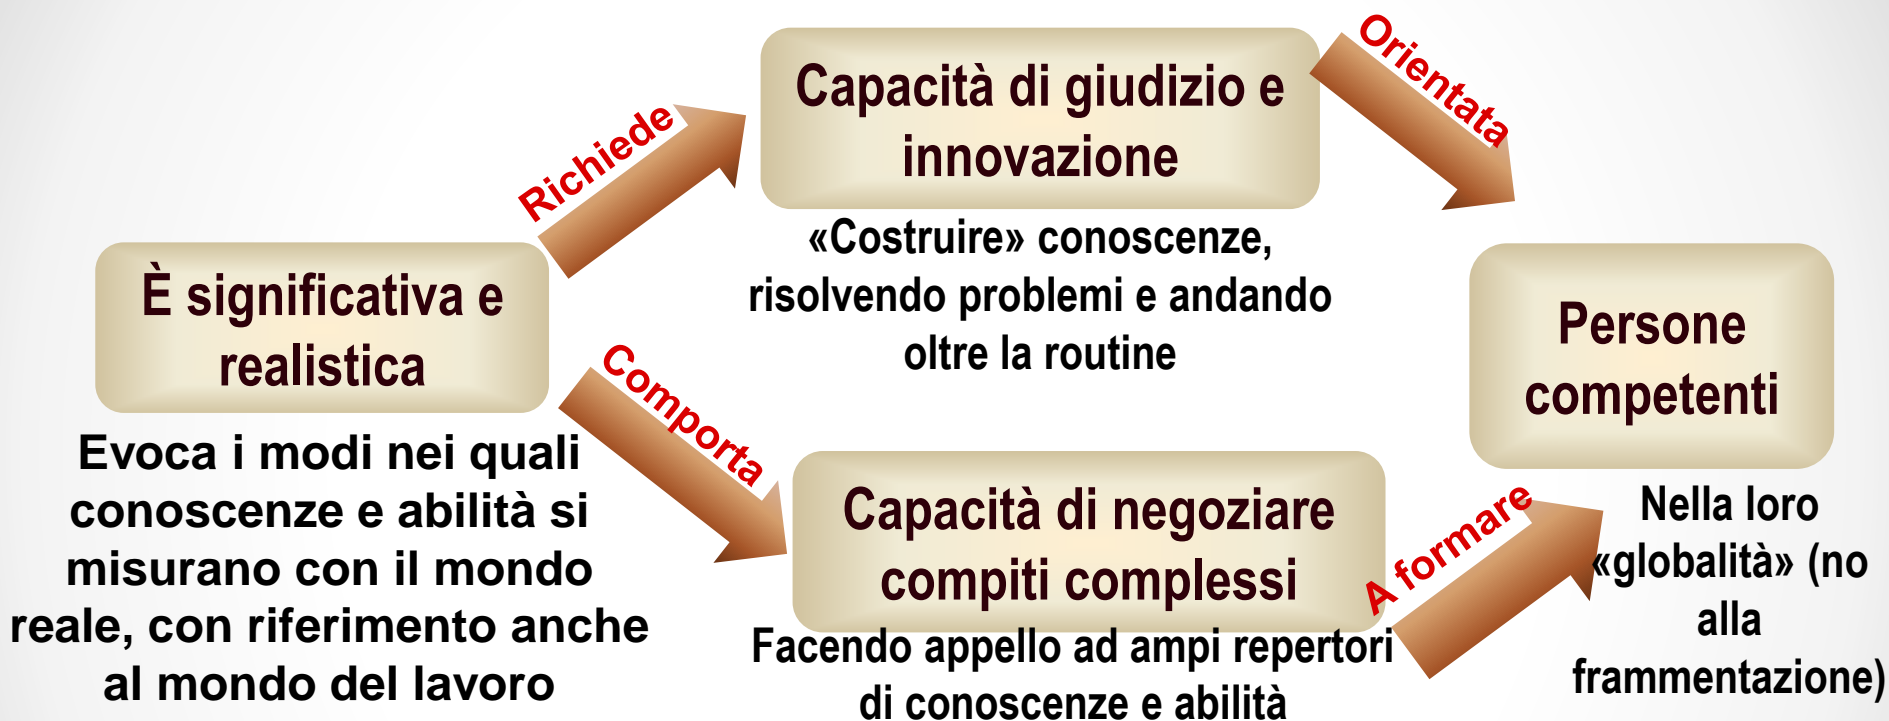 È significativa e
realistica
Evoca i modi nei quali
conoscenze e abilità si
misurano con il mondo
reale, con riferimento anche
al mondo del lavoro
Richiede
Capacità di giudizio e
innovazione
«Costruire» conoscenze,
risolvendo problemi e andando
oltre la routine
Comporta
Capacità di negoziare
compiti complessi
Facendo appello ad ampi repertori
di conoscenze e abilità
Orientata
A formare
Persone
competenti
Nella loro
«globalità» (no
alla
frammentazione)